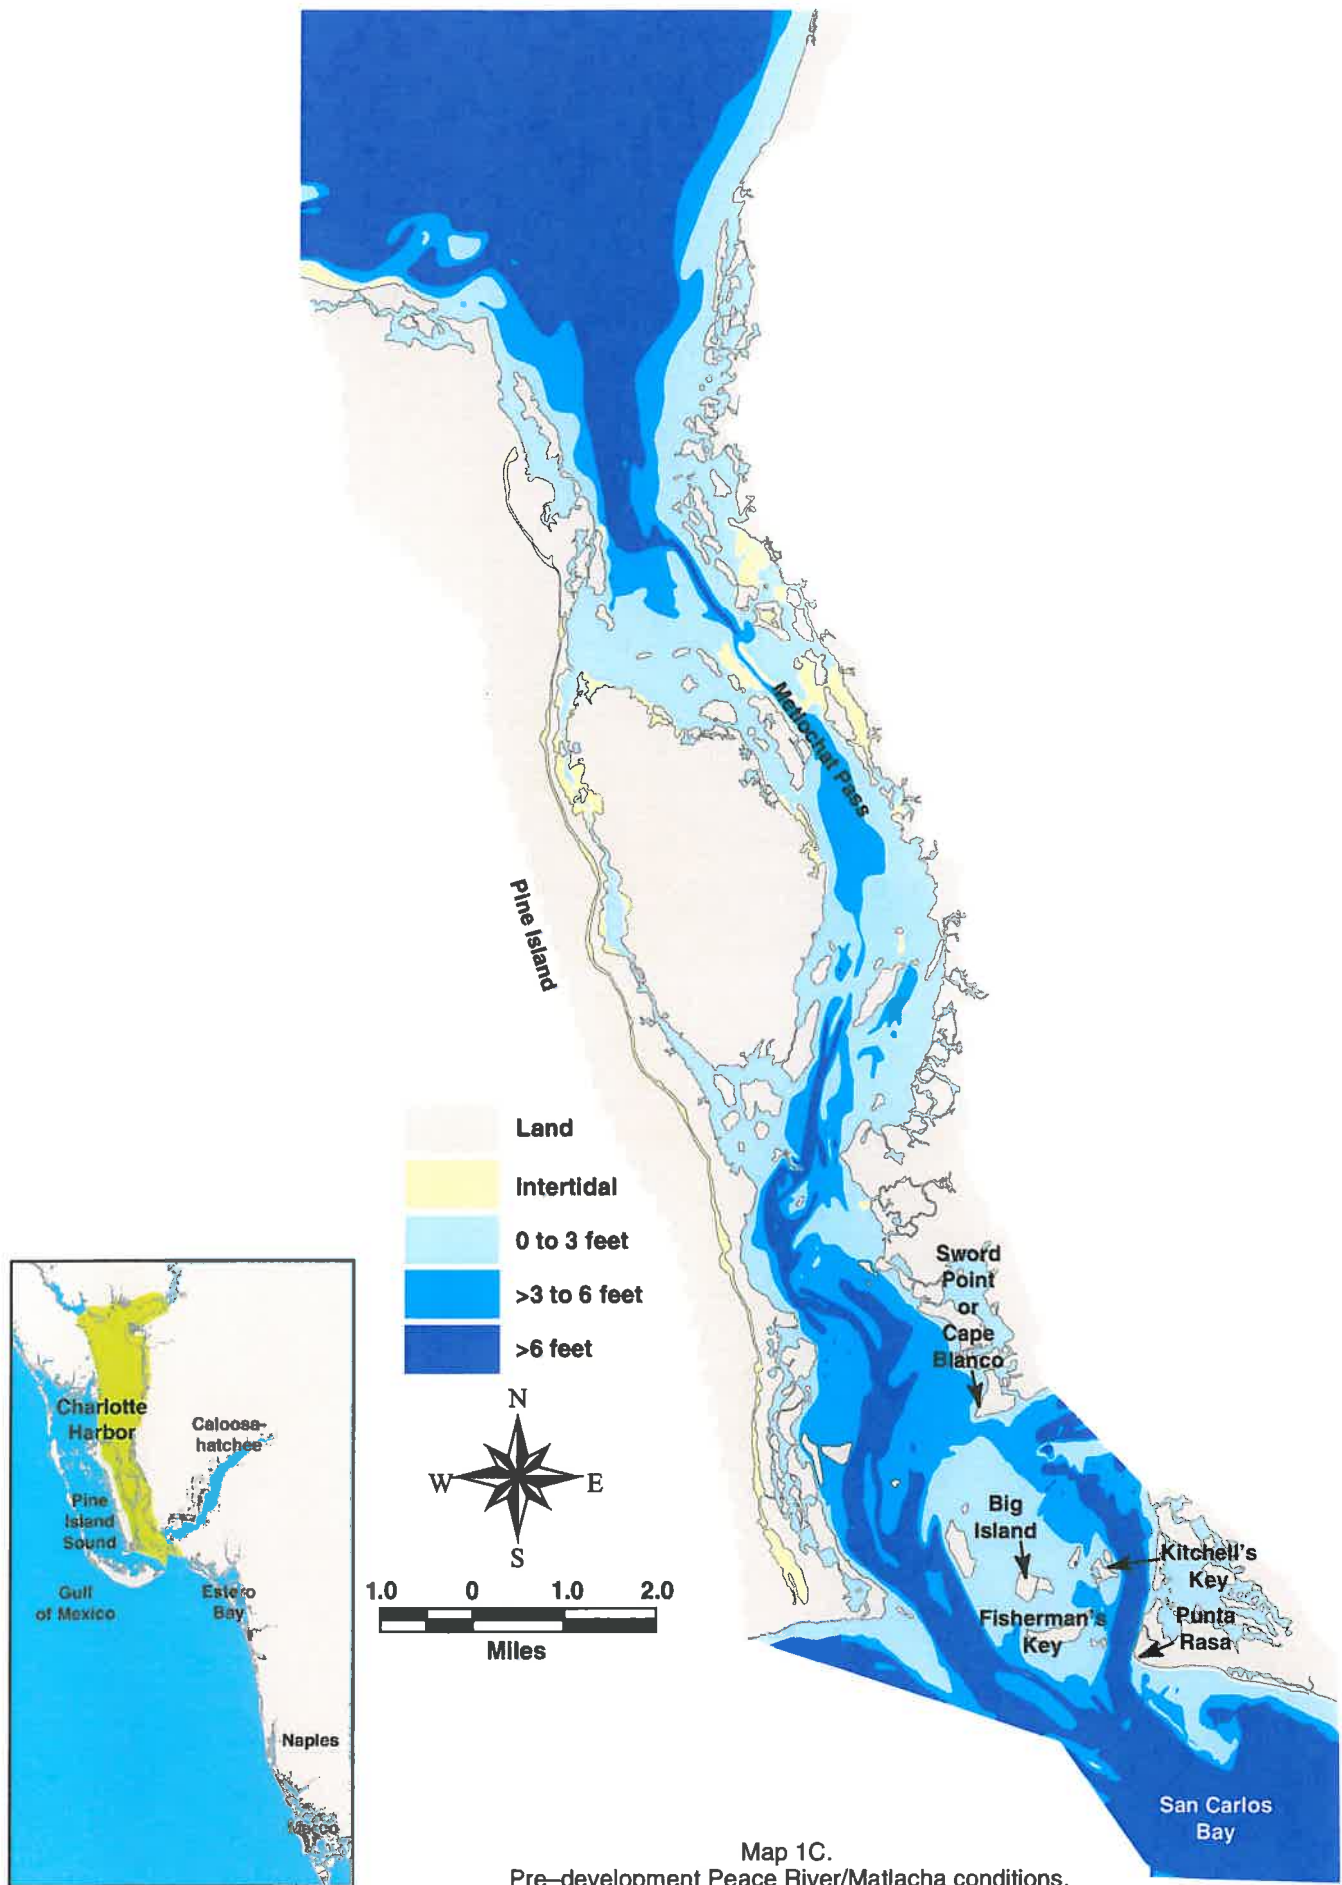 Metlochat Pass
Pine Island
Land
Intertidal
0 to 3 feet
>3 to 6 feet
>6 feet
N
W
E
S
1.0
0
1.0
2.0
Miles
Sword
Point
or
Cape
Blanco
Big
Island
Kitchell's
Key
Fisherman's
Key
Punta
Rasa
San Carlos
Bay
Charlotte
Harbor
Caloosa-
hatchee
Pine
Island
Sound
Gulf
of Mexico
Estero
Bay
Naples
Marco
Map 1C.
Pre–development Peace River/Matlacha conditions.